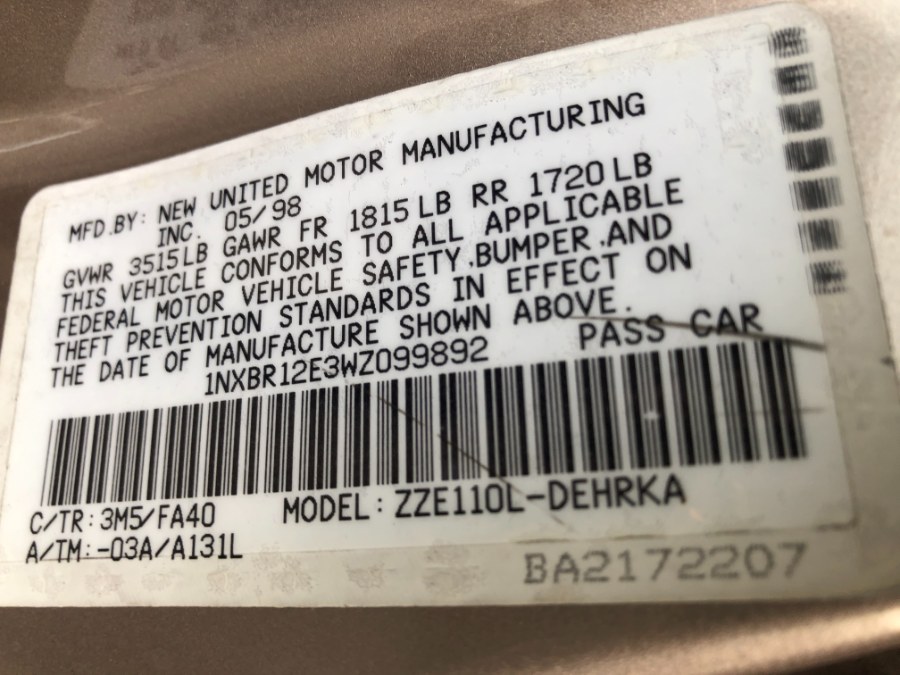 MFD.BY: NEW UNITED MOTOR MANUFACTURING
INC. 05/98
GVWR 3515LB GAWR FR 1815LB RR 1720LB
THIS VEHICLE CONFORMS TO ALL APPLICABLE
FEDERAL MOTOR VEHICLE SAFETY,BUMPER,AND
THEFT PREVENTION STANDARDS IN EFFECT ON
THE DATE OF MANUFACTURE SHOWN ABOVE.
1NXBR12E3WZ099892 PASS CAR
C/TR:3M5/FA40 MODEL:ZZE110L-DEHRKA
A/TM:-03A/A131L
BA2172207